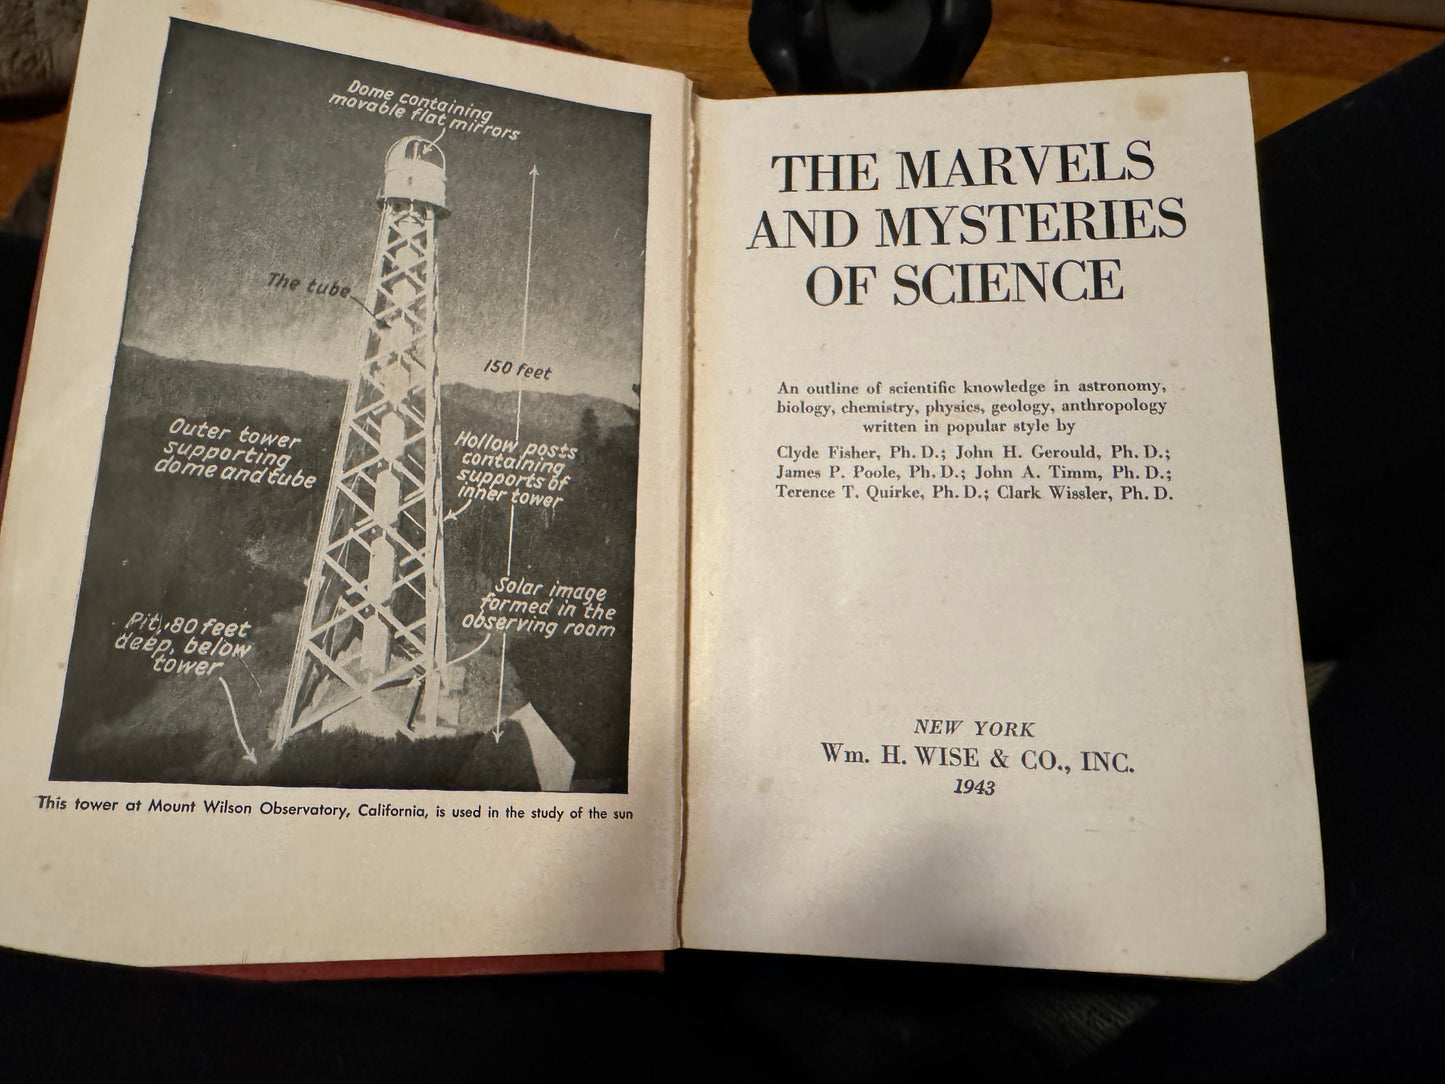 Dome containing
movable flat mirrors
The tube
150 feet
Outer tower
supporting
dome and tube
Hollow posts
containing
supports of
inner tower
Solar image
formed in the
observing room
Pit, 80 feet
deep, below
tower
This tower at Mount Wilson Observatory, California, is used in the study of the sun
THE MARVELS
AND MYSTERIES
OF SCIENCE
An outline of scientific knowledge in astronomy,
biology, chemistry, physics, geology, anthropology
written in popular style by
Clyde Fisher, Ph. D.; John H. Gerould, Ph. D.;
James P. Poole, Ph. D.; John A. Timm, Ph. D.;
Terence T. Quirke, Ph. D.; Clark Wissler, Ph. D.
NEW YORK
Wm. H. WISE & CO., INC.
1943